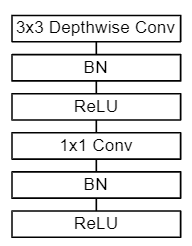 3x3 Depthwise Conv
BN
ReLU
1x1 Conv
BN
ReLU